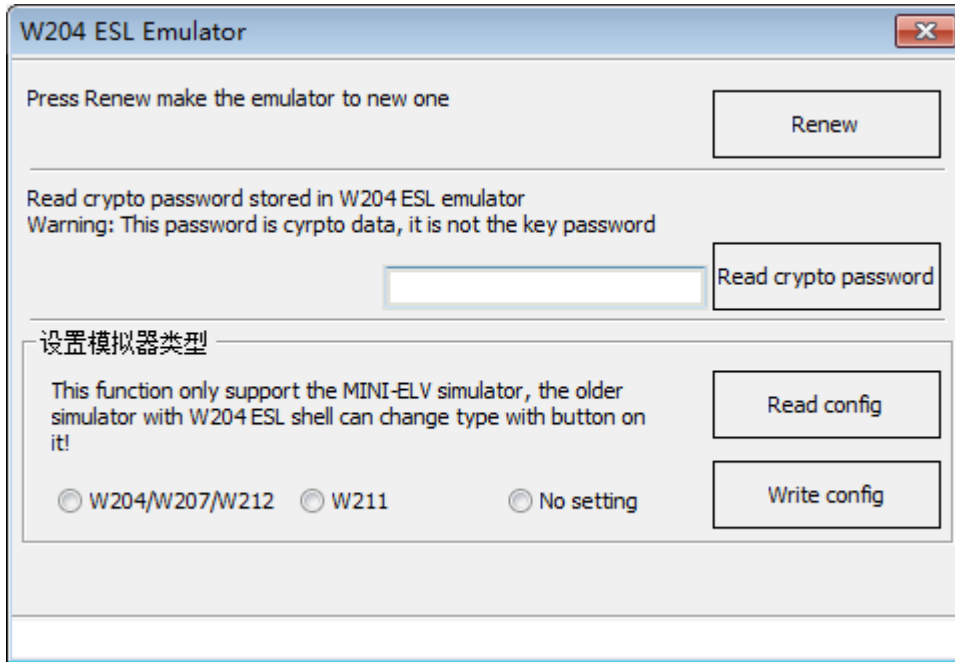 W204 ESL Emulator
Press Renew make the emulator to new one
Renew
Read crypto password stored in W204 ESL emulator
Warning: This password is cyrpto data, it is not the key password
Read crypto password
设置模拟器类型
This function only support the MINI-ELV simulator, the older
simulator with W204 ESL shell can change type with button on
it!
Read config
W204/W207/W212 W211 No setting
Write config